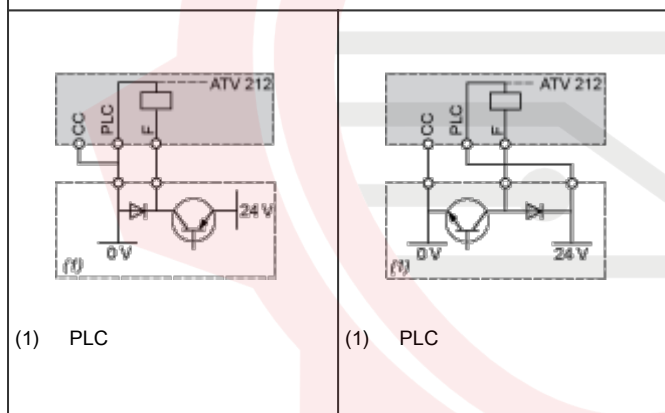 ATV 212
CC
PLC
F
24 V
0 V
(1)
(1) PLC
ATV 212
CC
PLC
F
0 V
24 V
(1)
(1) PLC